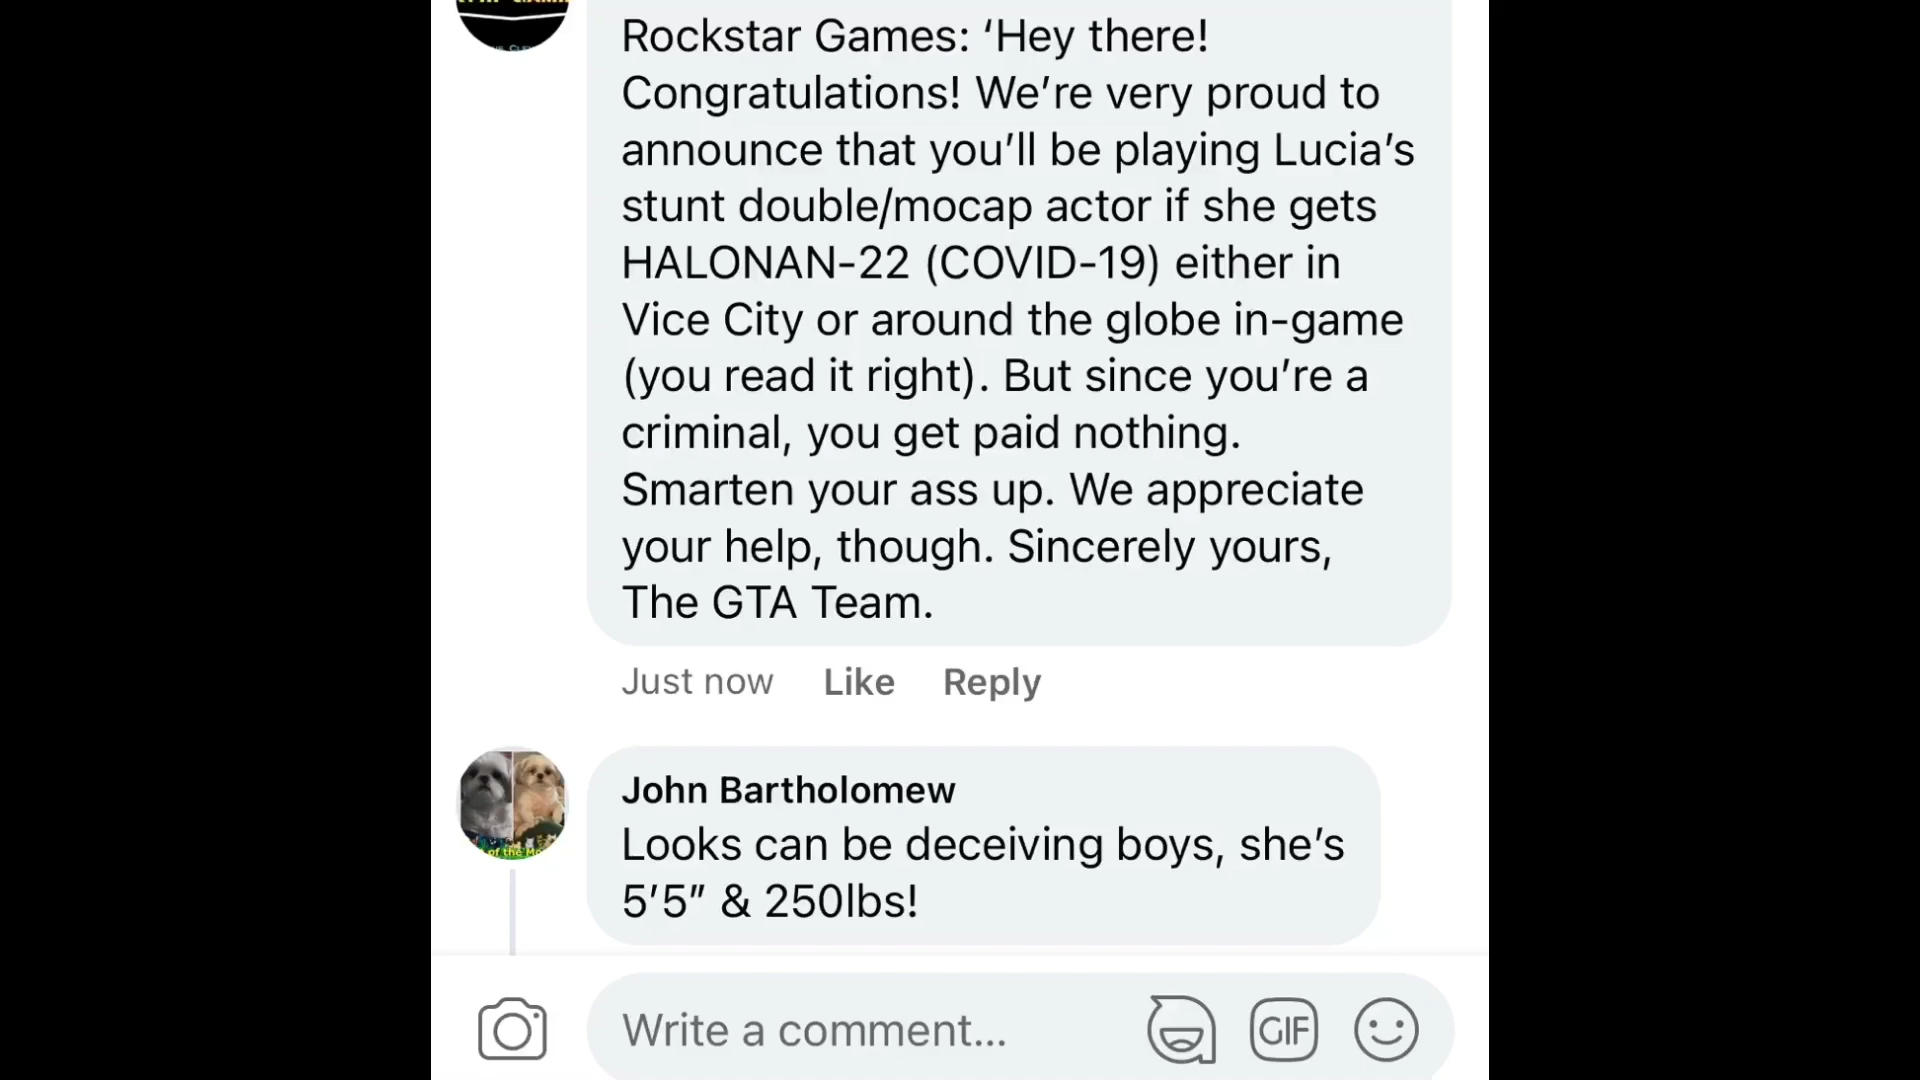 Rockstar Games: ‘Hey there!
Congratulations! We’re very proud to
announce that you’ll be playing Lucia’s
stunt double/mocap actor if she gets
HALONAN-22 (COVID-19) either in
Vice City or around the globe in-game
(you read it right). But since you’re a
criminal, you get paid nothing.
Smarten your ass up. We appreciate
your help, though. Sincerely yours,
The GTA Team.
Just now Like Reply
John Bartholomew
Looks can be deceiving boys, she’s
5’5” & 250lbs!
of the Mo
Write a comment...
GIF